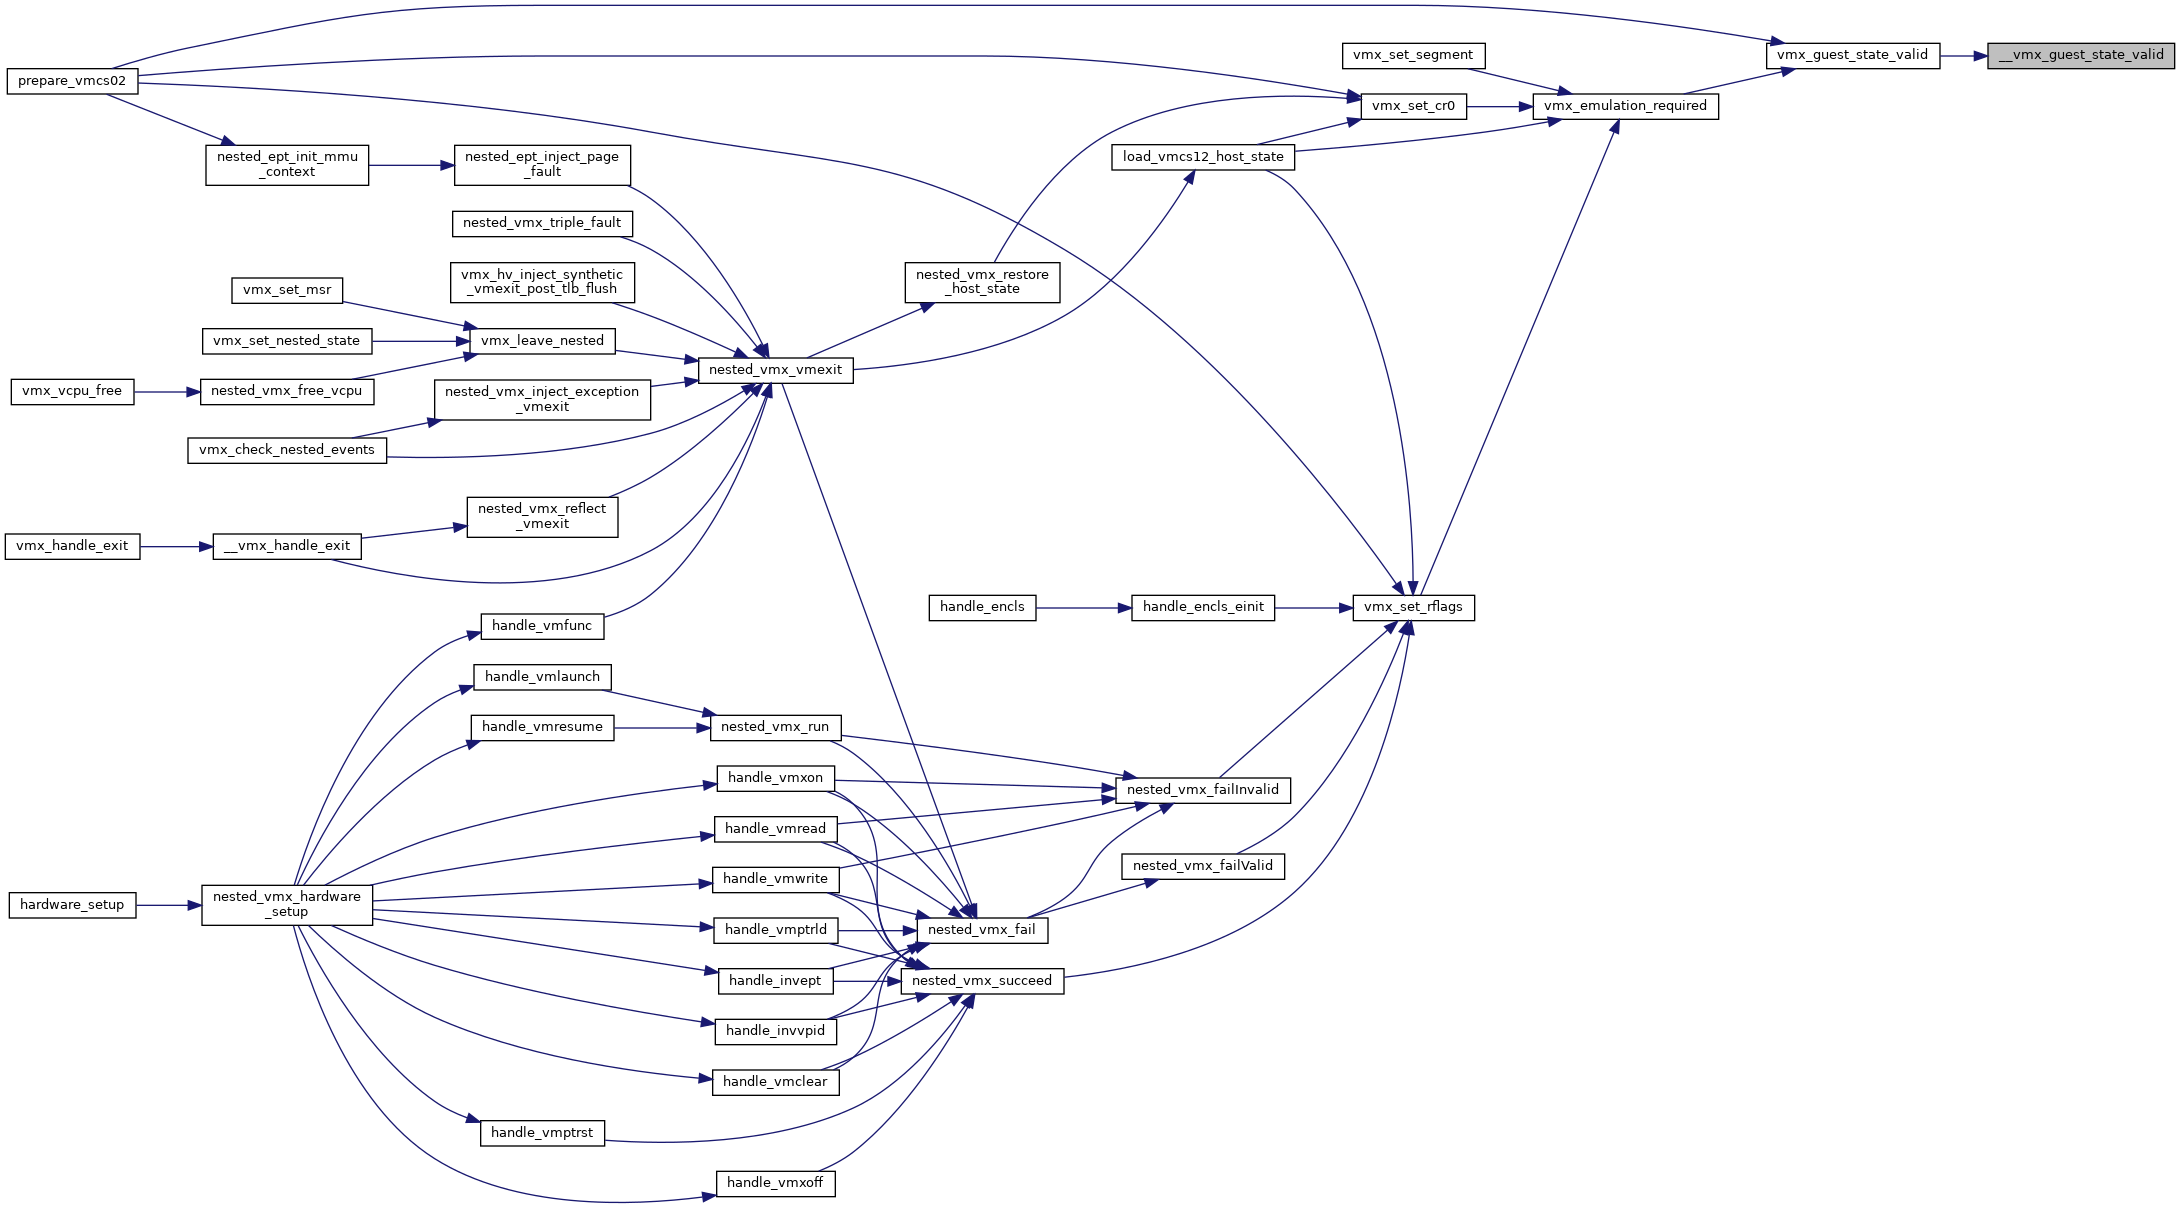 vmx_set_segment
vmx_guest_state_valid
__vmx_guest_state_valid
prepare_vmcs02
vmx_set_cr0
vmx_emulation_required
nested_ept_init_mmu
_context
nested_ept_inject_page
_fault
load_vmcs12_host_state
nested_vmx_triple_fault
vmx_hv_inject_synthetic
_vmexit_post_tlb_flush
nested_vmx_restore
_host_state
vmx_set_msr
vmx_set_nested_state
vmx_leave_nested
nested_vmx_vmexit
vmx_vcpu_free
nested_vmx_free_vcpu
nested_vmx_inject_exception
_vmexit
vmx_check_nested_events
nested_vmx_reflect
_vmexit
vmx_handle_exit
__vmx_handle_exit
handle_encls
handle_encls_einit
vmx_set_rflags
handle_vmfunc
handle_vmlaunch
handle_vmresume
nested_vmx_run
handle_vmxon
nested_vmx_failInvalid
handle_vmread
nested_vmx_failValid
handle_vmwrite
hardware_setup
nested_vmx_hardware
_setup
handle_vmptrld
nested_vmx_fail
handle_invept
nested_vmx_succeed
handle_invvpid
handle_vmclear
handle_vmptrst
handle_vmxoff